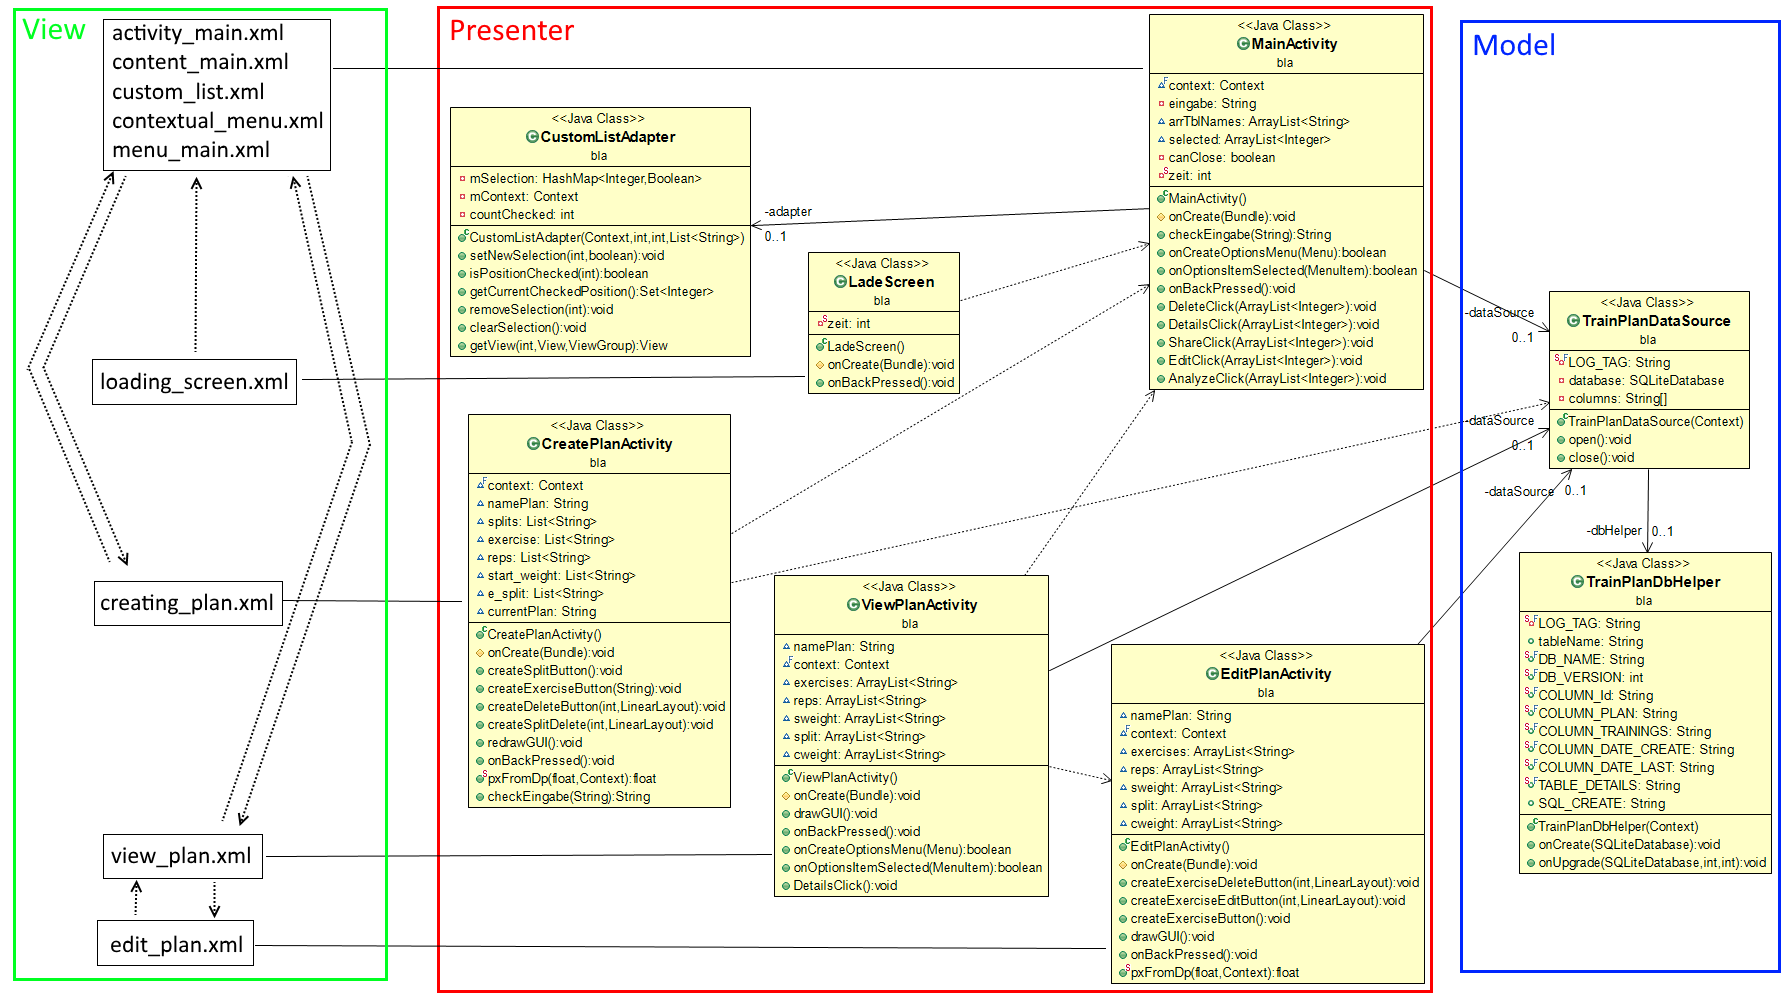 View
activity_main.xml
content_main.xml
custom_list.xml
contextual_menu.xml
menu_main.xml
loading_screen.xml
creating_plan.xml
view_plan.xml
edit_plan.xml
Presenter
<<Java Class>>
CustomListAdapter
bla
mSelection: HashMap<Integer,Boolean>
mContext: Context
countChecked: int
CustomListAdapter(Context,int,int,List<String>)
setNewSelection(int,boolean):void
isPositionChecked(int):boolean
getCurrentCheckedPosition():Set<Integer>
removeSelection(int):void
clearSelection():void
getView(int,View,ViewGroup):View
-adapter
0..1
<<Java Class>>
LadeScreen
bla
zeit: int
LadeScreen()
onCreate(Bundle):void
onBackPressed():void
<<Java Class>>
MainActivity
bla
context: Context
eingabe: String
arrTblNames: ArrayList<String>
selected: ArrayList<Integer>
canClose: boolean
zeit: int
MainActivity()
onCreate(Bundle):void
checkEingabe(String):String
onCreateOptionsMenu(Menu):boolean
onOptionsItemSelected(MenuItem):boolean
onBackPressed():void
DeleteClick(ArrayList<Integer>):void
DetailsClick(ArrayList<Integer>):void
ShareClick(ArrayList<Integer>):void
EditClick(ArrayList<Integer>):void
AnalyzeClick(ArrayList<Integer>):void
<<Java Class>>
CreatePlanActivity
bla
context: Context
namePlan: String
splits: List<String>
exercise: List<String>
reps: List<String>
start_weight: List<String>
e_split: List<String>
currentPlan: String
CreatePlanActivity()
onCreate(Bundle):void
createSplitButton():void
createExerciseButton(String):void
createDeleteButton(int,LinearLayout):void
createSplitDelete(int,LinearLayout):void
redrawGUI():void
onBackPressed():void
pxFromDp(float,Context):float
checkEingabe(String):String
<<Java Class>>
ViewPlanActivity
bla
namePlan: String
context: Context
exercises: ArrayList<String>
reps: ArrayList<String>
sweight: ArrayList<String>
split: ArrayList<String>
cweight: ArrayList<String>
ViewPlanActivity()
onCreate(Bundle):void
drawGUI():void
onBackPressed():void
onCreateOptionsMenu(Menu):boolean
onOptionsItemSelected(MenuItem):boolean
DetailsClick():void
<<Java Class>>
EditPlanActivity
bla
namePlan: String
context: Context
exercises: ArrayList<String>
reps: ArrayList<String>
sweight: ArrayList<String>
split: ArrayList<String>
cweight: ArrayList<String>
EditPlanActivity()
onCreate(Bundle):void
createExerciseDeleteButton(int,LinearLayout):void
createExerciseEditButton(int,LinearLayout):void
createExerciseButton():void
drawGUI():void
onBackPressed():void
pxFromDp(float,Context):float
Model
-dataSource
0..1
-dataSource
0..1
-dataSource
0..1
<<Java Class>>
TrainPlanDataSource
bla
LOG_TAG: String
database: SQLiteDatabase
columns: String[]
TrainPlanDataSource(Context)
open():void
close():void
-dbHelper
0..1
<<Java Class>>
TrainPlanDbHelper
bla
LOG_TAG: String
tableName: String
DB_NAME: String
DB_VERSION: int
COLUMN_Id: String
COLUMN_PLAN: String
COLUMN_TRAININGS: String
COLUMN_DATE_CREATE: String
COLUMN_DATE_LAST: String
TABLE_DETAILS: String
SQL_CREATE: String
TrainPlanDbHelper(Context)
onCreate(SQLiteDatabase):void
onUpgrade(SQLiteDatabase,int,int):void